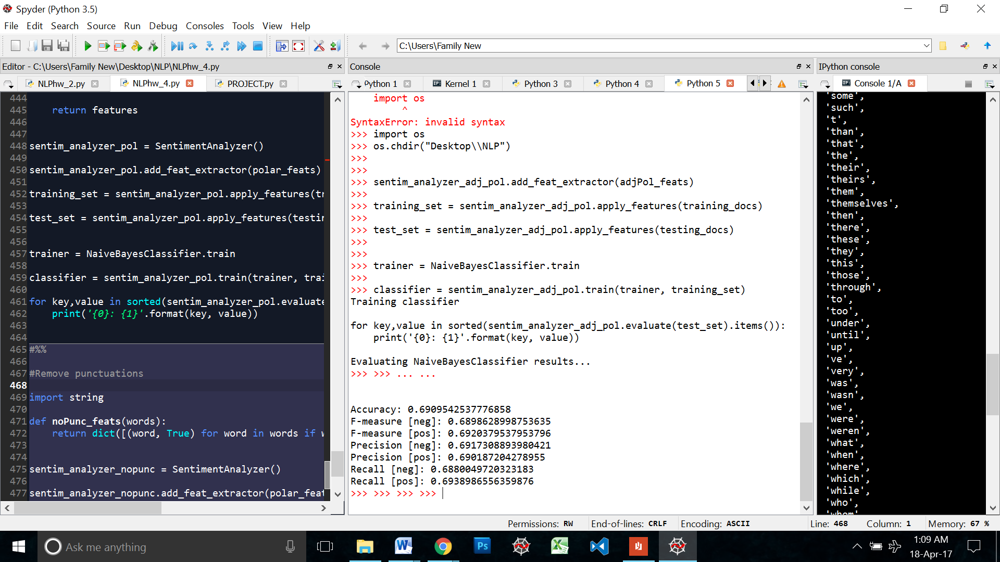 Spyder (Python 3.5)
File Edit Search Source Run Debug Consoles Tools View Help
C:\Users\Family New
Editor - C:\Users\Family New\Desktop\NLP\NLPhw_4.py
NLPhw_2.py NLPhw_4.py PROJECT.py
444
445     return features
446
447
448 sentim_analyzer_pol = SentimentAnalyzer()
449
450 sentim_analyzer_pol.add_feat_extractor(polar_feats)
451
452 training_set = sentim_analyzer_pol.apply_features(tr
453
454 test_set = sentim_analyzer_pol.apply_features(testin
455
456
457 trainer = NaiveBayesClassifier.train
458
459 classifier = sentim_analyzer_pol.train(trainer, trai
460
461 for key,value in sorted(sentim_analyzer_pol.evaluate
462     print('{0}: {1}'.format(key, value))
463
464
465 #%%
466
467 #Remove punctuations
468
469 import string
470
471 def noPunc_feats(words):
472     return dict([(word, True) for word in words if w
473
474
475 sentim_analyzer_nopunc = SentimentAnalyzer()
476
477 sentim_analyzer_nopunc.add_feat_extractor(polar_feat
Console
Python 1 Kernel 1 Python 3 Python 4 Python 5
    import os
         ^
SyntaxError: invalid syntax
>>> import os
>>> os.chdir("Desktop\\NLP")
>>>
>>>
>>> sentim_analyzer_adj_pol.add_feat_extractor(adjPol_feats)
>>>
>>> training_set = sentim_analyzer_adj_pol.apply_features(training_docs)
>>>
>>> test_set = sentim_analyzer_adj_pol.apply_features(testing_docs)
>>>
>>>
>>> trainer = NaiveBayesClassifier.train
>>>
>>> classifier = sentim_analyzer_adj_pol.train(trainer, training_set)
Training classifier
for key,value in sorted(sentim_analyzer_adj_pol.evaluate(test_set).items()):
    print('{0}: {1}'.format(key, value))
Evaluating NaiveBayesClassifier results...
>>> >>> ... ...
Accuracy: 0.6909542537776858
F-measure [neg]: 0.6898628998753635
F-measure [pos]: 0.6920379537953796
Precision [neg]: 0.6917308893980421
Precision [pos]: 0.690187204278955
Recall [neg]: 0.6880049720323183
Recall [pos]: 0.6938986556359876
>>> >>> >>> >>>
IPython console
Console 1/A
'some',
'such',
't',
'than',
'that',
'the',
'their',
'theirs',
'them',
'themselves',
'then',
'there',
'these',
'they',
'this',
'those',
'through',
'to',
'too',
'under',
'until',
'up',
've',
'very',
'was',
'wasn',
'we',
'were',
'weren',
'what',
'when',
'where',
'which',
'while',
'who',
'whom',
Permissions: RW End-of-lines: CRLF Encoding: ASCII Line: 468 Column: 1 Memory: 67 %
Ask me anything
Ps
1:09 AM
18-Apr-17